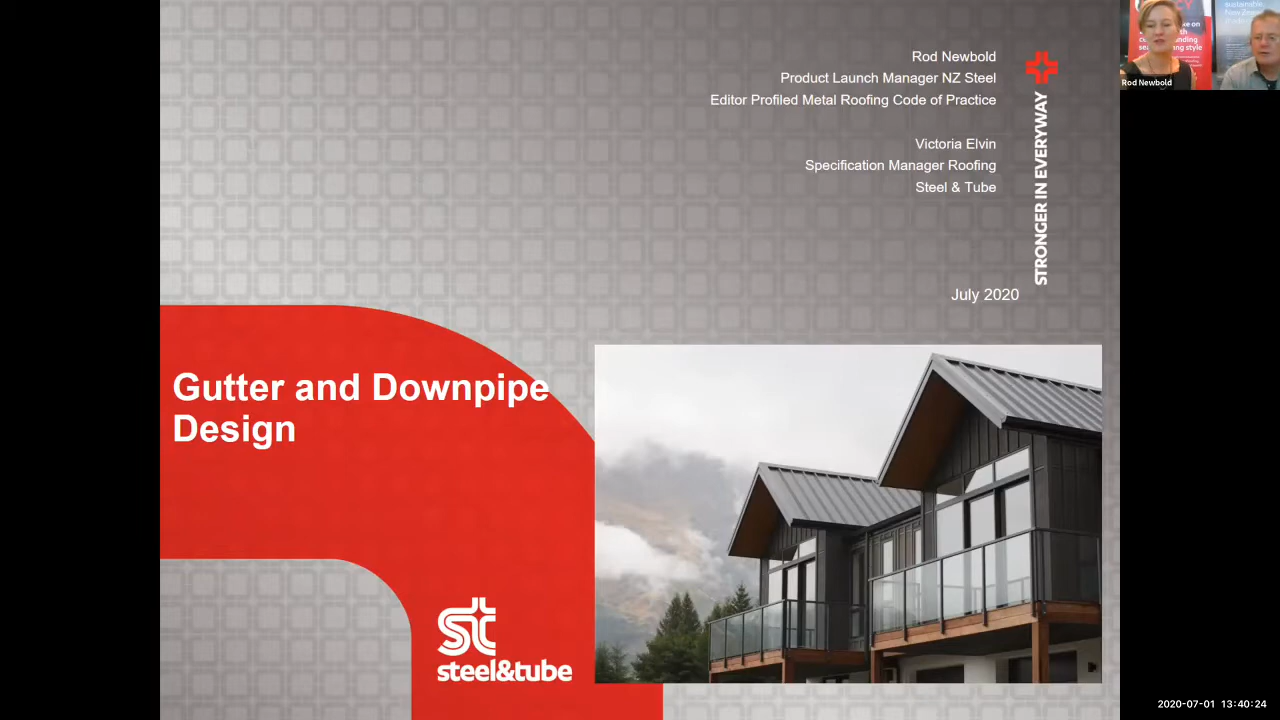 Rod Newbold
Product Launch Manager NZ Steel
Editor Profiled Metal Roofing Code of Practice
Victoria Elvin
Specification Manager Roofing
Steel & Tube
STRONGER IN EVERYWAY
July 2020
Gutter and Downpipe
Design
st
steel&tube
Rod Newbold
2020-07-01 13:40:24